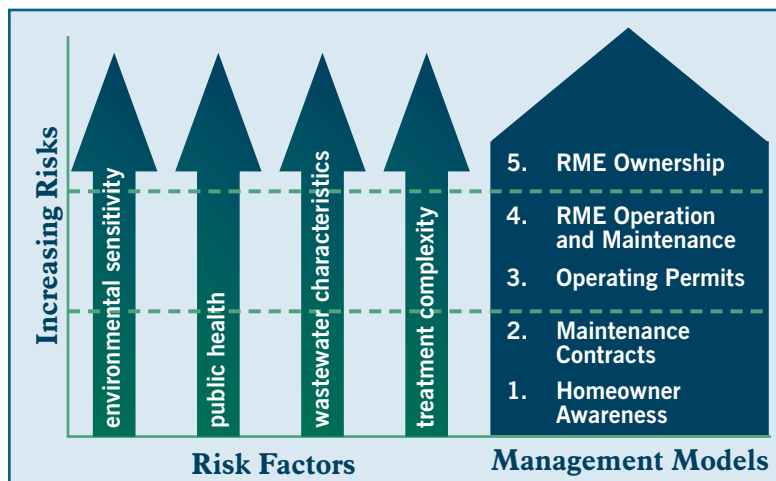 Increasing Risks
environmental sensitivity
public health
wastewater characteristics
treatment complexity
5. RME Ownership
4. RME Operation
and Maintenance
3. Operating Permits
2. Maintenance
Contracts
1. Homeowner
Awareness
Risk Factors
Management Models